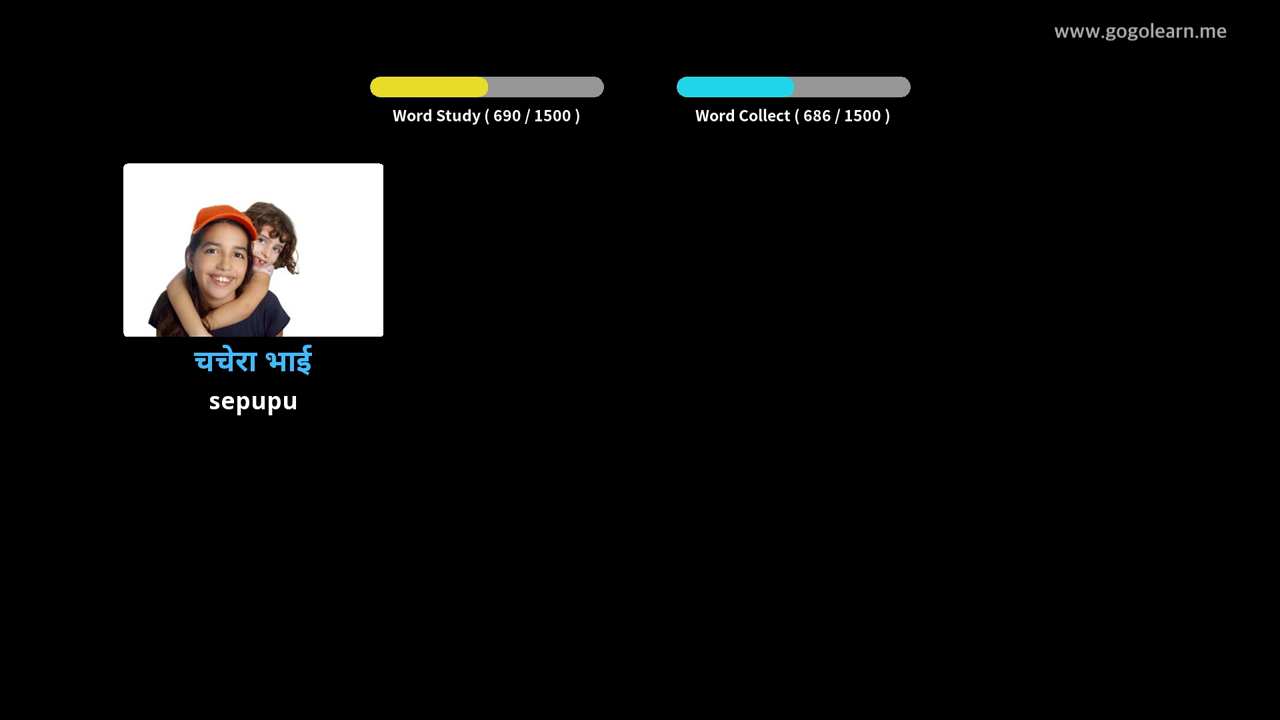 www.gogolearn.me
Word Study ( 690 / 1500 )
Word Collect ( 686 / 1500 )
चचेरा भाई
sepupu